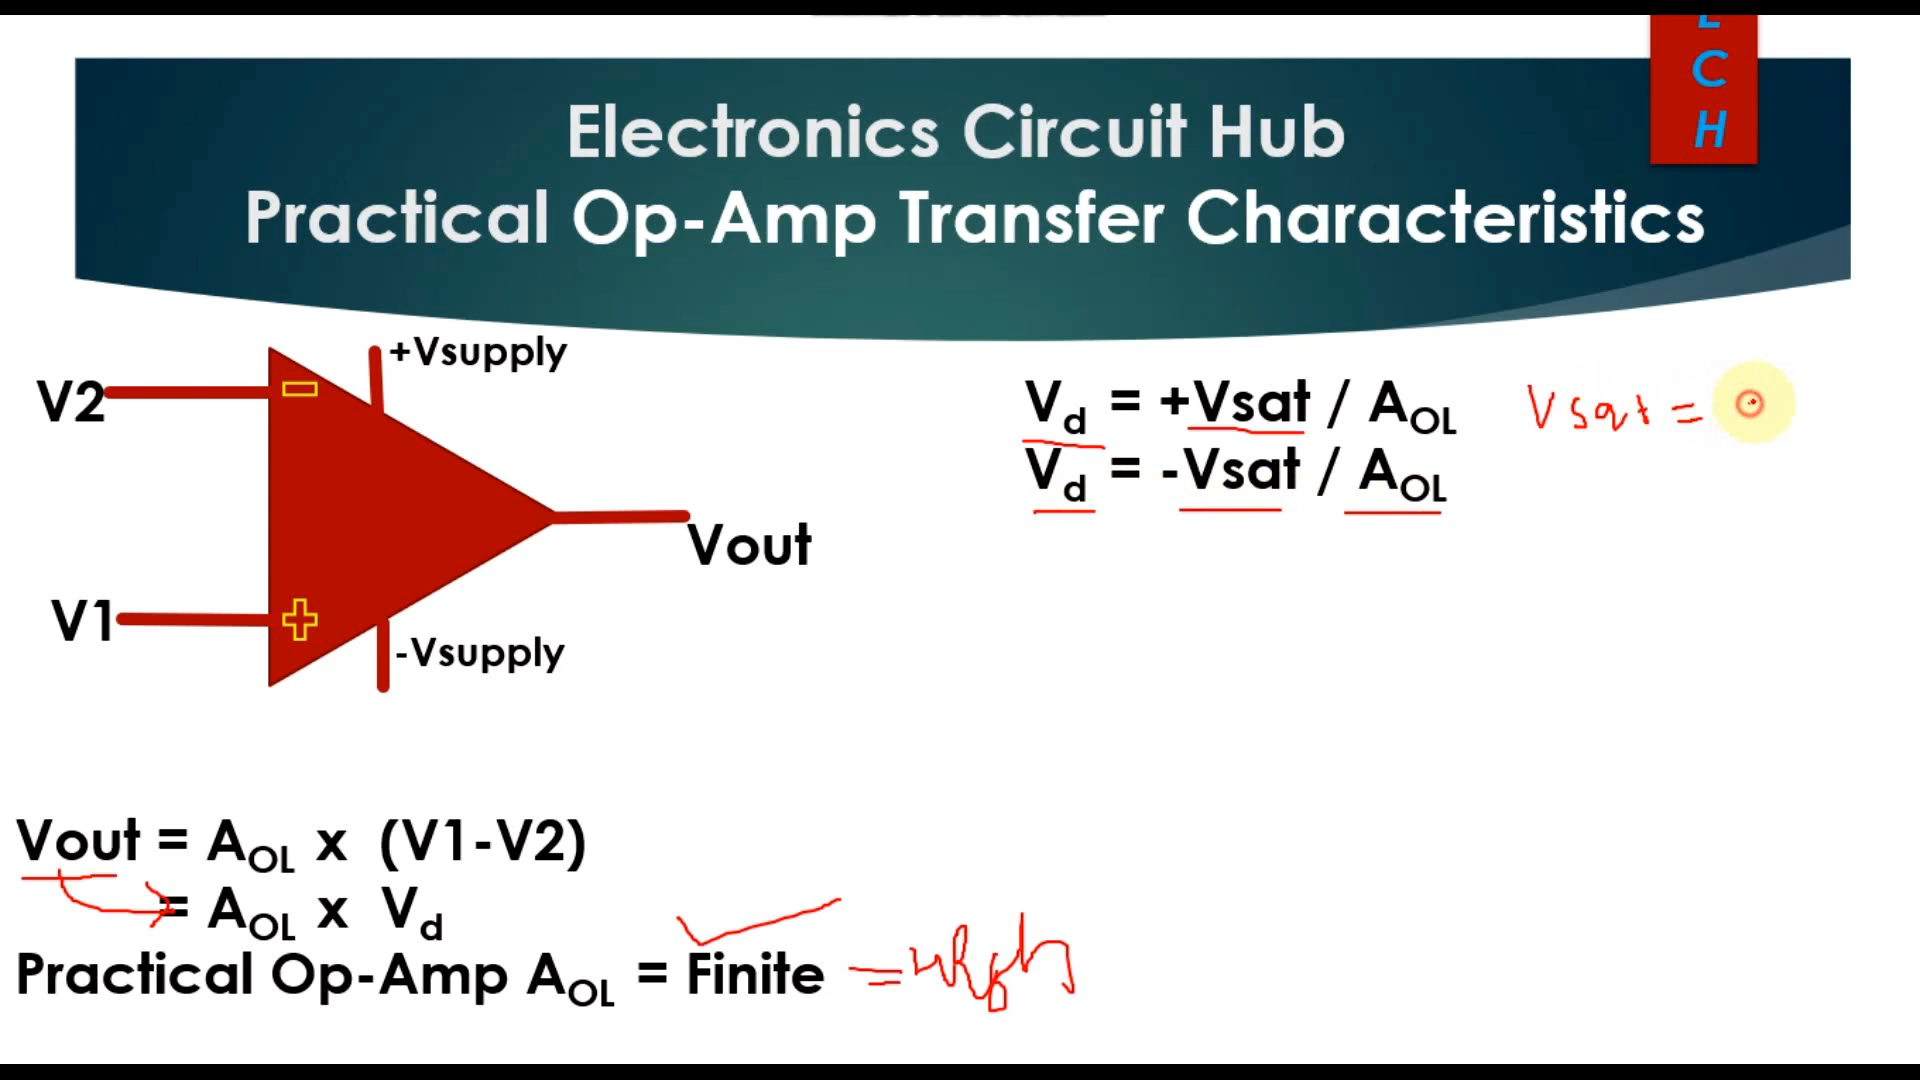 E
C
H
Electronics Circuit Hub
Practical Op-Amp Transfer Characteristics
+Vsupply
V2
Vd = +Vsat / AOL
Vsat =
Vd = -Vsat / AOL
Vout
V1
-Vsupply
Vout = AOL x (V1-V2)
= AOL x Vd
Practical Op-Amp AOL = Finite =